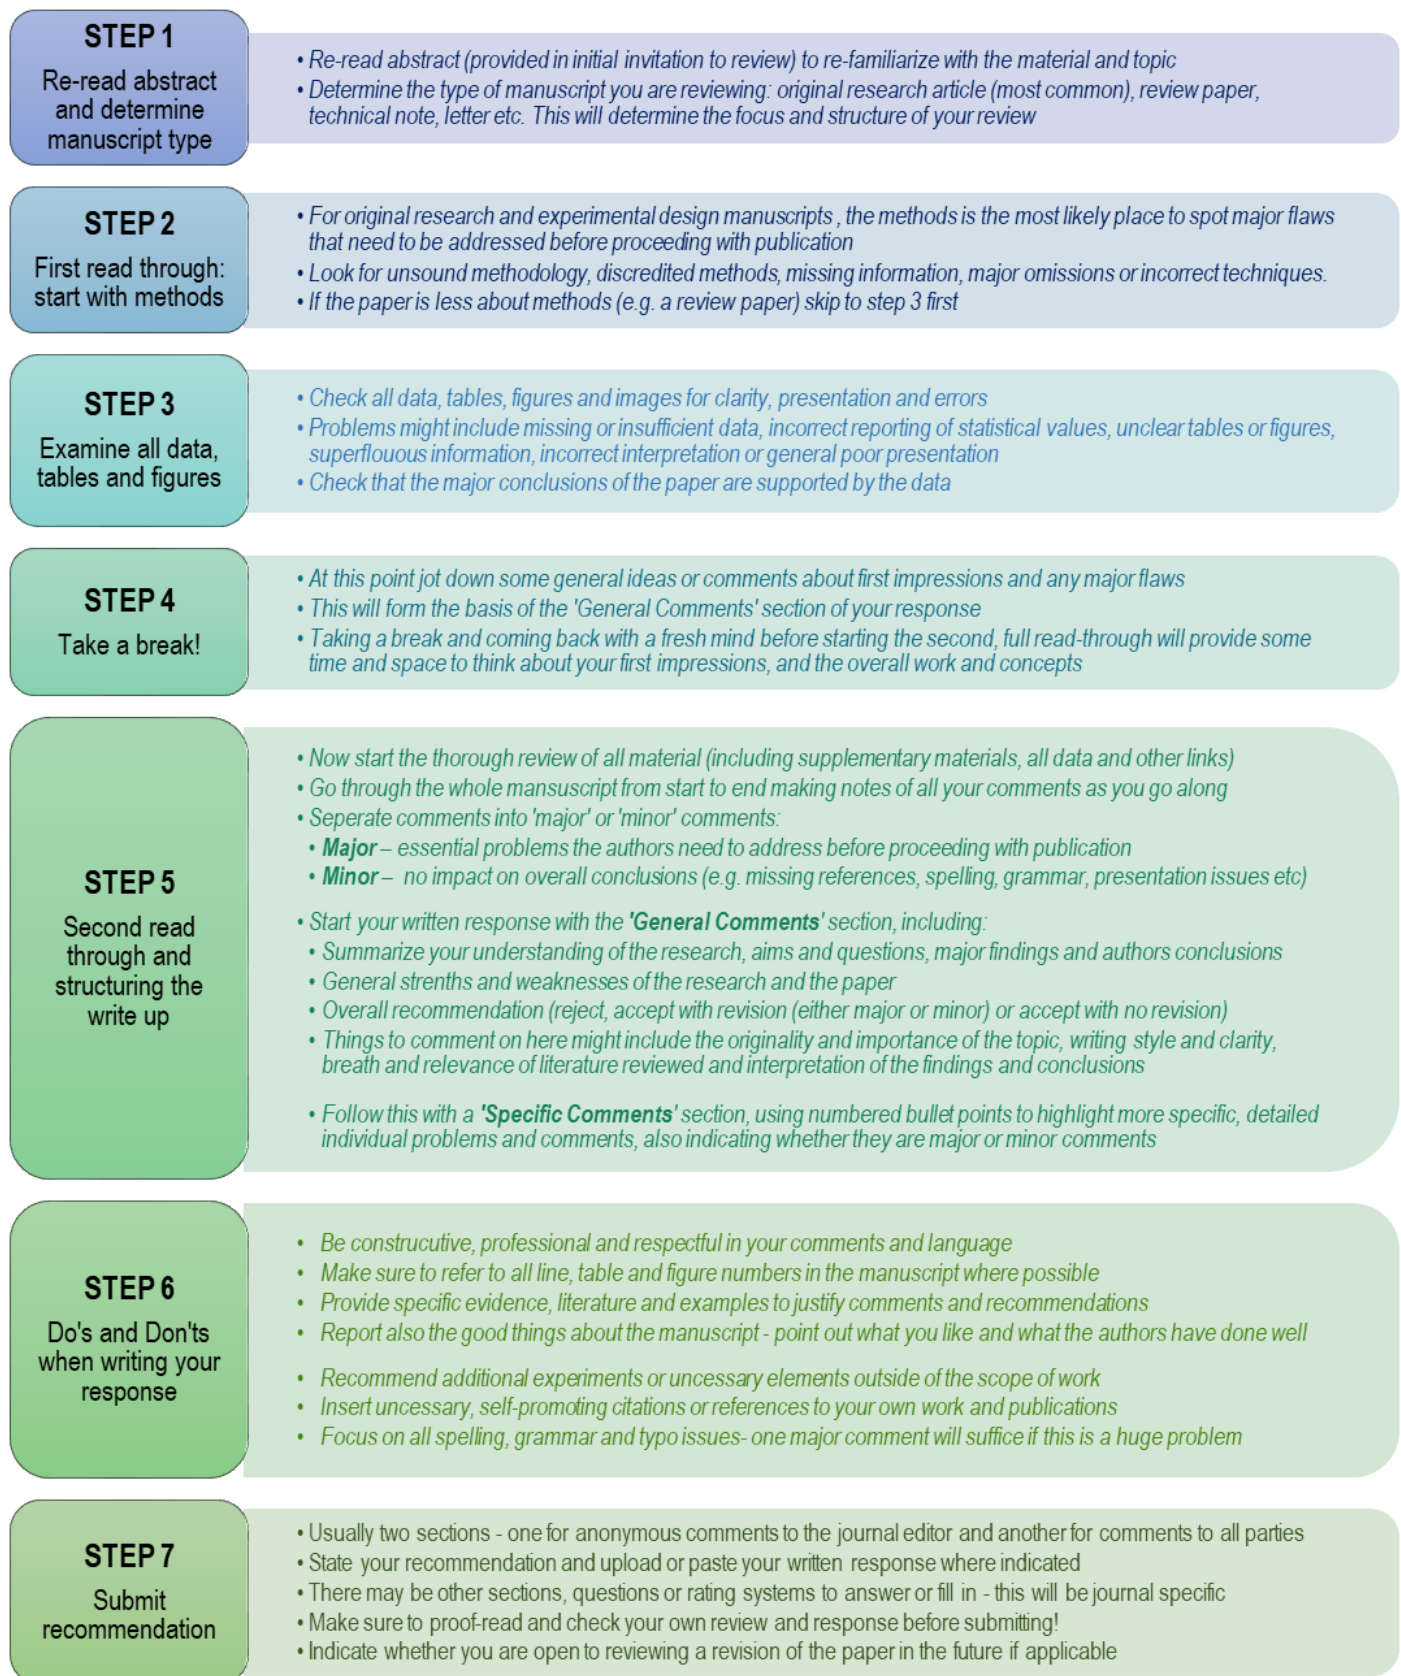 STEP 1
Re-read abstract
and determine
manuscript type
• Re-read abstract (provided in initial invitation to review) to re-familiarize with the material and topic
• Determine the type of manuscript you are reviewing: original research article (most common), review paper,
technical note, letter etc. This will determine the focus and structure of your review
STEP 2
First read through:
start with methods
• For original research and experimental design manuscripts , the methods is the most likely place to spot major flaws
that need to be addressed before proceeding with publication
• Look for unsound methodology, discredited methods, missing information, major omissions or incorrect techniques.
• If the paper is less about methods (e.g. a review paper) skip to step 3 first
STEP 3
Examine all data,
tables and figures
• Check all data, tables, figures and images for clarity, presentation and errors
• Problems might include missing or insufficient data, incorrect reporting of statistical values, unclear tables or figures,
superflouous information, incorrect interpretation or general poor presentation
• Check that the major conclusions of the paper are supported by the data
STEP 4
Take a break!
• At this point jot down some general ideas or comments about first impressions and any major flaws
• This will form the basis of the 'General Comments' section of your response
• Taking a break and coming back with a fresh mind before starting the second, full read-through will provide some
time and space to think about your first impressions, and the overall work and concepts
STEP 5
Second read
through and
structuring the
write up
• Now start the thorough review of all material (including supplementary materials, all data and other links)
• Go through the whole mansuscript from start to end making notes of all your comments as you go along
• Seperate comments into 'major' or 'minor' comments:
• Major – essential problems the authors need to address before proceeding with publication
• Minor – no impact on overall conclusions (e.g. missing references, spelling, grammar, presentation issues etc)
• Start your written response with the 'General Comments' section, including:
• Summarize your understanding of the research, aims and questions, major findings and authors conclusions
• General strenths and weaknesses of the research and the paper
• Overall recommendation (reject, accept with revision (either major or minor) or accept with no revision)
• Things to comment on here might include the originality and importance of the topic, writing style and clarity,
breath and relevance of literature reviewed and interpretation of the findings and conclusions
• Follow this with a 'Specific Comments' section, using numbered bullet points to highlight more specific, detailed
individual problems and comments, also indicating whether they are major or minor comments
STEP 6
Do's and Don'ts
when writing your
response
• Be construcutive, professional and respectful in your comments and language
• Make sure to refer to all line, table and figure numbers in the manuscript where possible
• Provide specific evidence, literature and examples to justify comments and recommendations
• Report also the good things about the manuscript - point out what you like and what the authors have done well
• Recommend additional experiments or uncessary elements outside of the scope of work
• Insert uncessary, self-promoting citations or references to your own work and publications
• Focus on all spelling, grammar and typo issues- one major comment will suffice if this is a huge problem
STEP 7
Submit
recommendation
• Usually two sections - one for anonymous comments to the journal editor and another for comments to all parties
• State your recommendation and upload or paste your written response where indicated
• There may be other sections, questions or rating systems to answer or fill in - this will be journal specific
• Make sure to proof-read and check your own review and response before submitting!
• Indicate whether you are open to reviewing a revision of the paper in the future if applicable